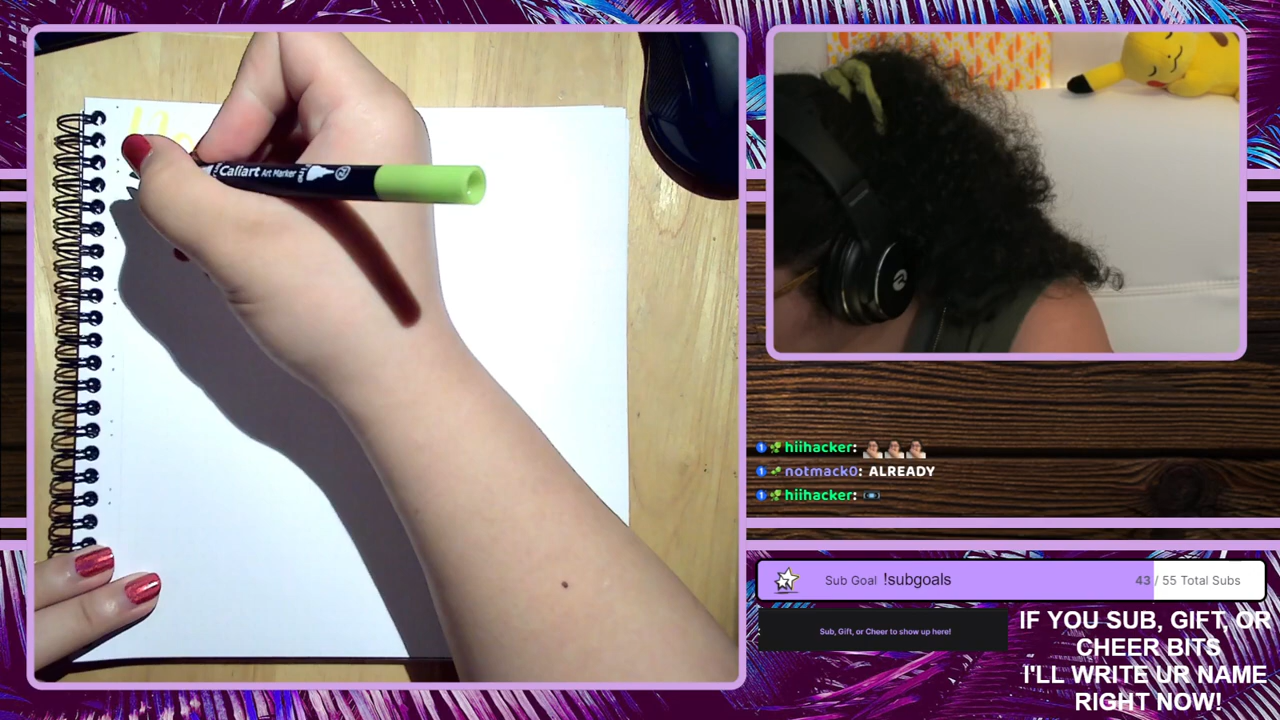 Caliart Art Marker
hiihacker:
notmack0: ALREADY
hiihacker:
Sub Goal !subgoals 43 / 55 Total Subs
Sub, Gift, or Cheer to show up here!
IF YOU SUB, GIFT, OR
CHEER BITS
I'LL WRITE UR NAME
RIGHT NOW!